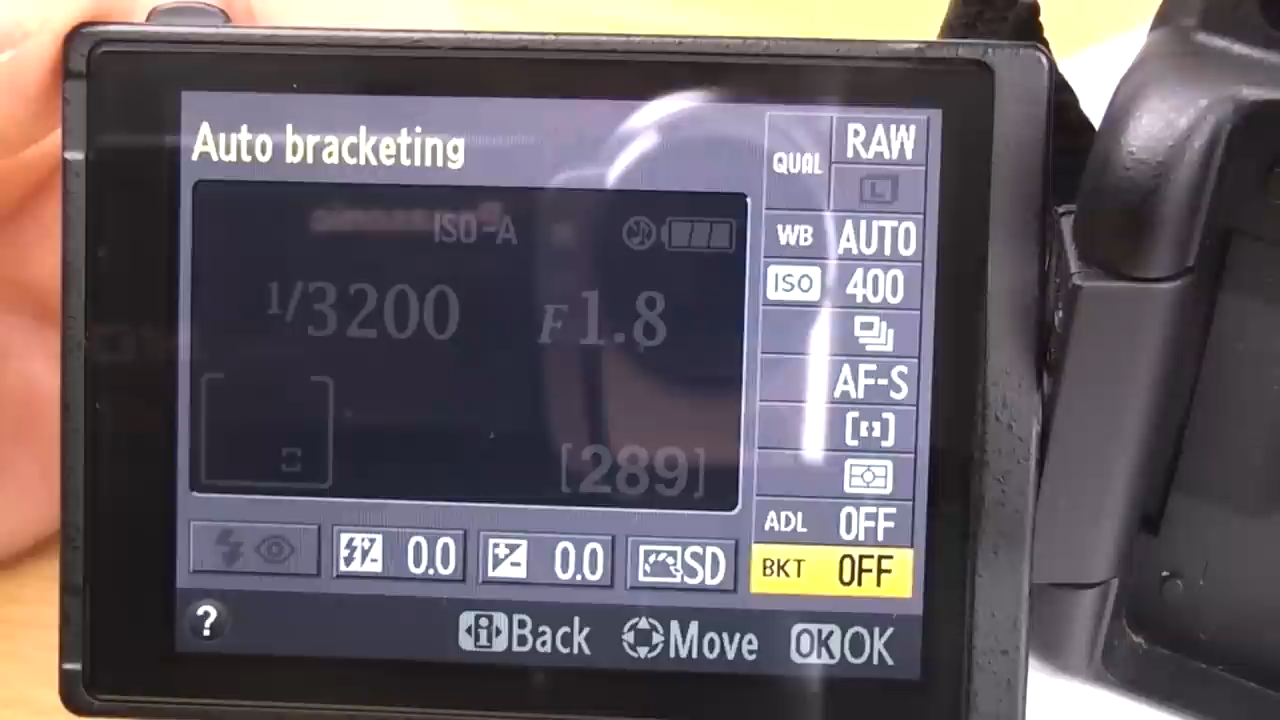 Auto bracketing
QUAL RAW
L
ISO-A
WB AUTO
ISO 400
1/3200 F1.8
AF-S
[289]
ADL OFF
0.0 0.0 SD
BKT OFF
? i Back Move OK OK